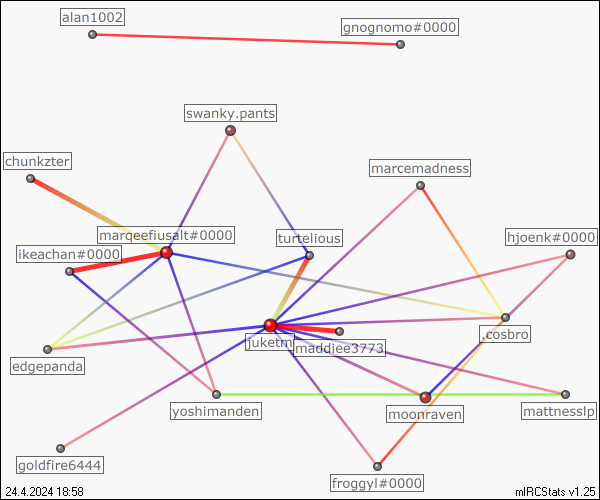 alan1002
gnognomo#0000
swanky.pants
chunkzter
marcemadness
marqeefiusalt#0000
turtelious
hjoenk#0000
ikeachan#0000
.cosbro
juketm
maddiee3773
edgepanda
yoshimanden
moonraven
mattnesslp
goldfire6444
froggyl#0000
24.4.2024 18:58
mIRCStats v1.25